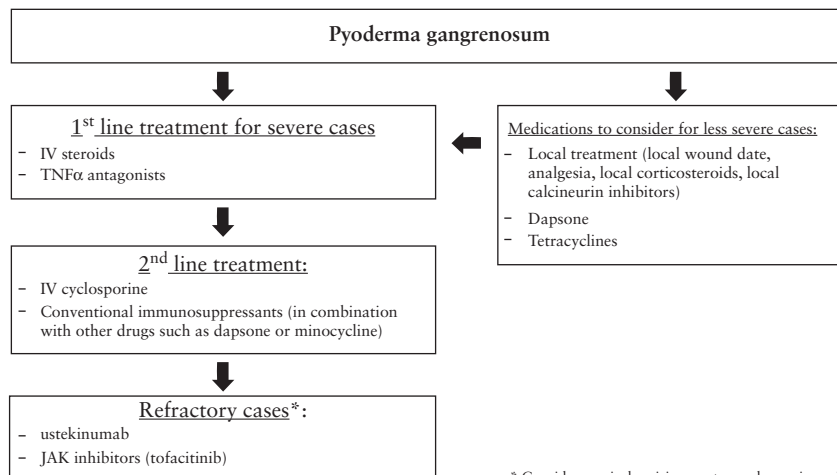 Pyoderma gangrenosum
1st line treatment for severe cases
– IV steroids
– TNFα antagonists
Medications to consider for less severe cases:
– Local treatment (local wound date,
analgesia, local corticosteroids, local
calcineurin inhibitors)
– Dapsone
– Tetracyclines
2nd line treatment:
– IV cyclosporine
– Conventional immunosuppressants (in combination
with other drugs such as dapsone or minocycline)
Refractory cases*:
– ustekinumab
– JAK inhibitors (tofacitinib)